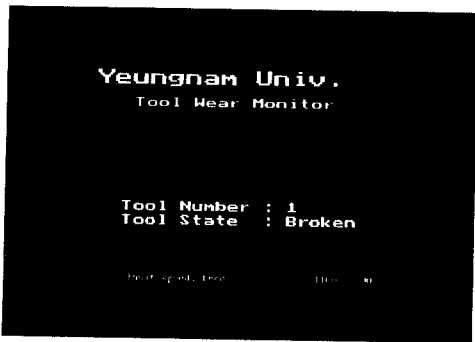 Yeungnam Univ.
Tool Wear Monitor
Tool Number : 1
Tool State : Broken